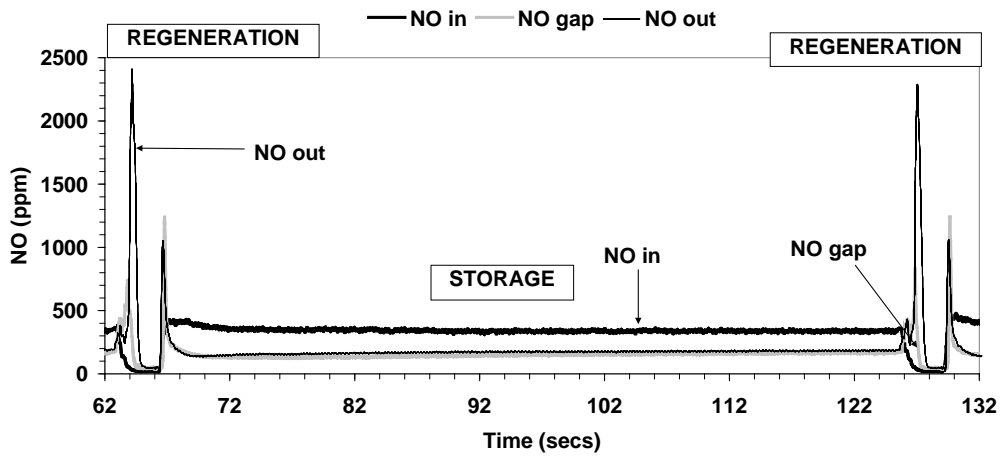 NO in NO gap NO out
REGENERATION
REGENERATION
2500
2000
1500
1000
500
0
NO (ppm)
NO out
NO in
NO gap
STORAGE
62 72 82 92 102 112 122 132
Time (secs)